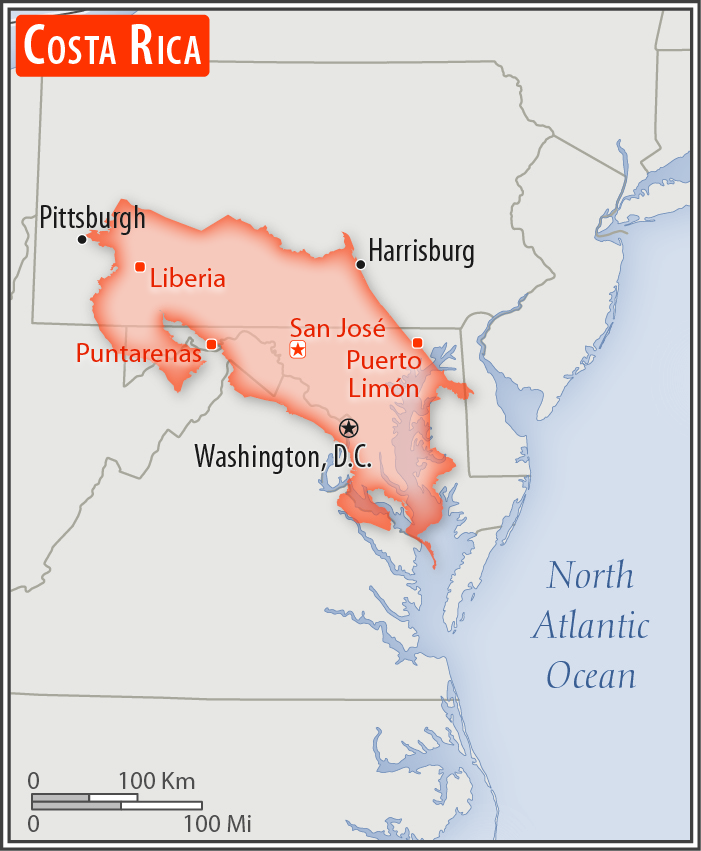 Costa Rica
Pittsburgh
Harrisburg
Liberia
San José
Puntarenas
Puerto
Limón
Washington, D.C.
North
Atlantic
Ocean
0 100 Km
0 100 Mi